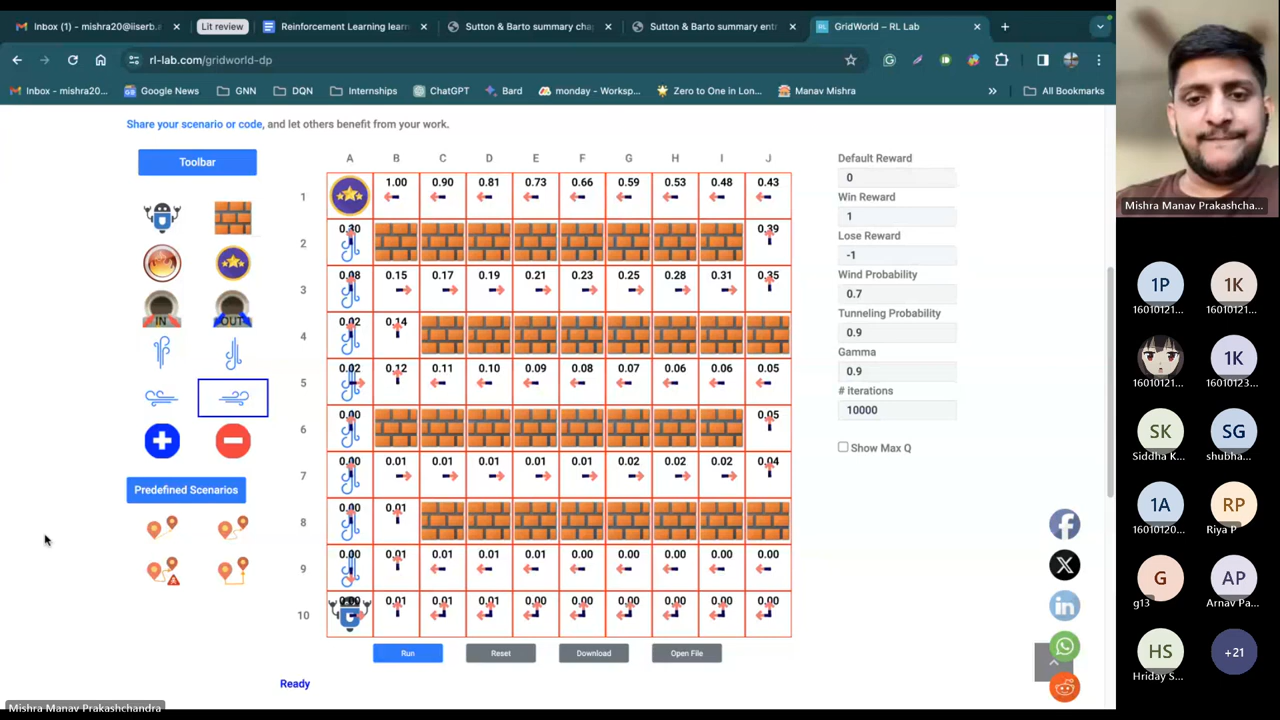 Inbox (1) – mishra20@iiserb.a
Lit review
Reinforcement Learning learn
Sutton & Barto summary cha
Sutton & Barto summary entr
GridWorld – RL Lab
rl-lab.com/gridworld-dp
Inbox - mishra20...
Google News
GNN
DQN
Internships
ChatGPT
Bard
monday - Worksp...
Zero to One in Lon...
Manav Mishra
All Bookmarks
Share your scenario or code, and let others benefit from your work.
Toolbar
IN OUT
Predefined Scenarios
A B C D E F G H I J
1 1.00 0.90 0.81 0.73 0.66 0.59 0.53 0.48 0.43
2 0.30 0.39
3 0.08 0.15 0.17 0.19 0.21 0.23 0.25 0.28 0.31 0.35
4 0.02 0.14
5 0.02 0.12 0.11 0.10 0.09 0.08 0.07 0.06 0.06 0.05
6 0.00 0.05
7 0.00 0.01 0.01 0.01 0.01 0.01 0.02 0.02 0.02 0.04
8 0.00 0.01
9 0.00 0.01 0.01 0.01 0.01 0.00 0.00 0.00 0.00 0.00
10 0.01 0.01 0.01 0.00 0.00 0.00 0.00 0.00 0.00
Run
Reset
Download
Open File
Ready
Default Reward
0
Win Reward
1
Lose Reward
-1
Wind Probability
0.7
Tunneling Probability
0.9
Gamma
0.9
# iterations
10000
Show Max Q
Mishra Manav Prakashcha...
1P
16010121...
1K
16010121...
16010121...
1K
16010123...
SK
Siddha K...
SG
shubha...
1A
16010120...
RP
Riya P
G
g13
AP
Arnav Pa...
HS
Hriday S...
+21
Mishra Manav Prakashchandra